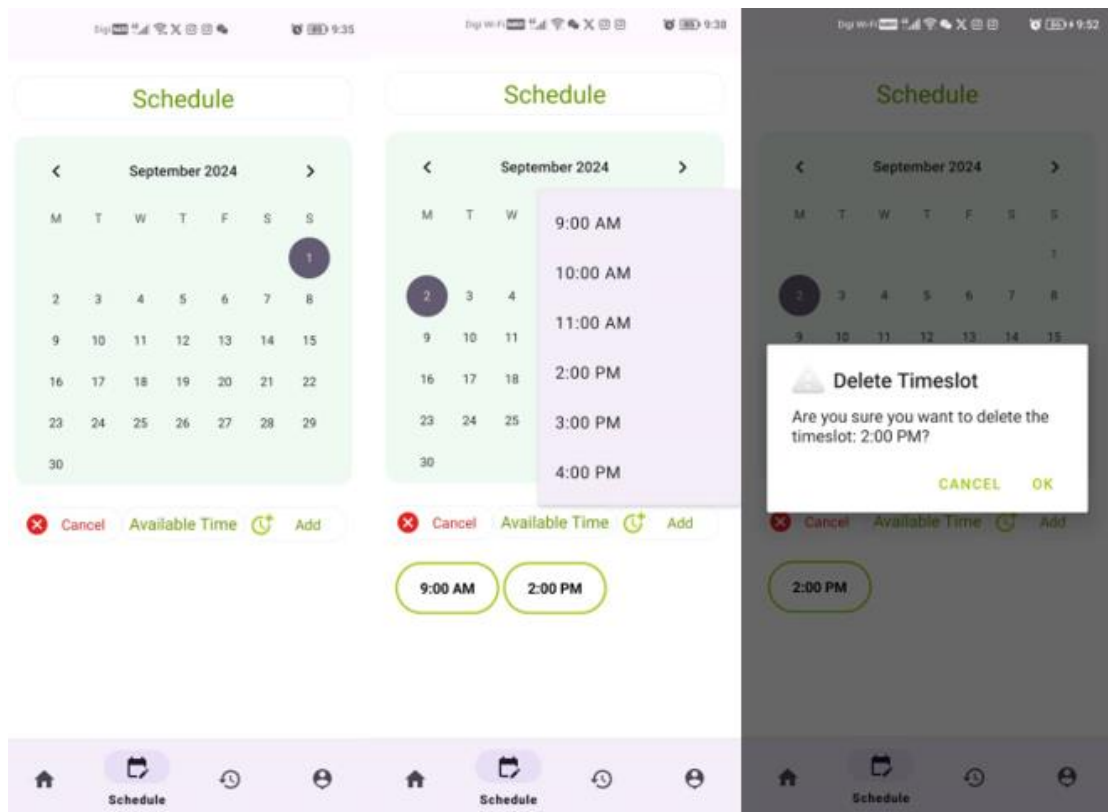 9:35
Schedule
September 2024
M T W T F S S
1
2 3 4 5 6 7 8
9 10 11 12 13 14 15
16 17 18 19 20 21 22
23 24 25 26 27 28 29
30
Cancel Available Time Add
Schedule
Digi Wi-Fi 9:38
Schedule
September 2024
M T W
9:00 AM
10:00 AM
11:00 AM
2:00 PM
3:00 PM
4:00 PM
2 3 4
9 10 11
16 17 18
23 24 25
30
Cancel Available Time Add
9:00 AM 2:00 PM
Schedule
Digi Wi-Fi 9:52
Schedule
September 2024
M T W T F S S
1
2 3 4 5 6 7 8
9 10 11 12 13 14 15
Delete Timeslot
Are you sure you want to delete the
timeslot: 2:00 PM?
CANCEL OK
Cancel Available Time Add
2:00 PM
Schedule